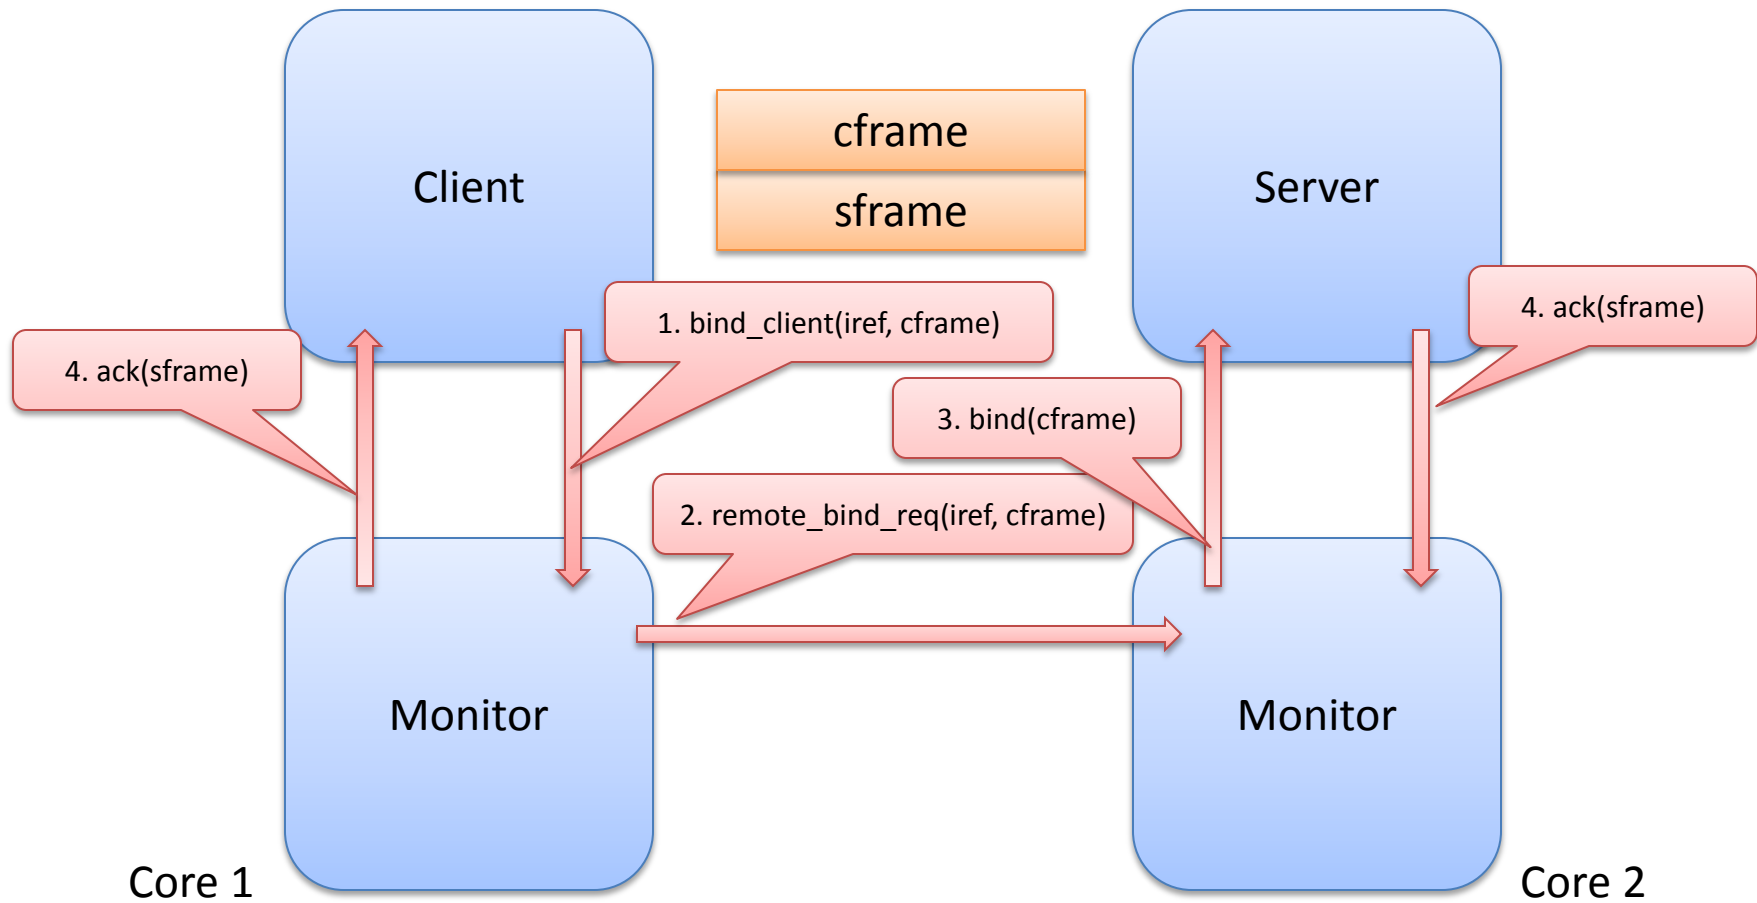 Client
cframe
sframe
Server
1. bind_client(iref, cframe)
4. ack(sframe)
4. ack(sframe)
3. bind(cframe)
2. remote_bind_req(iref, cframe)
Monitor
Monitor
Core 1
Core 2